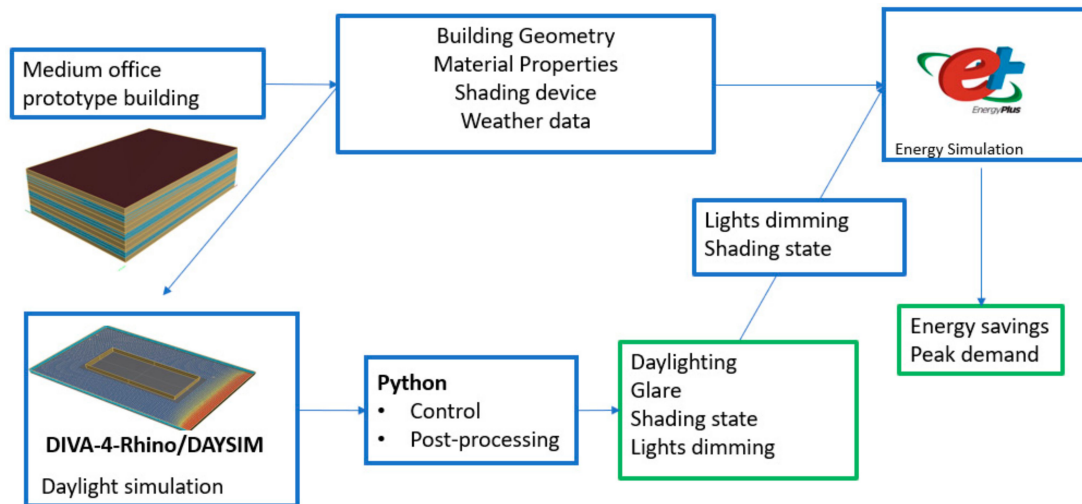 Medium office
prototype building
Building Geometry
Material Properties
Shading device
Weather data
e+
EnergyPlus
Energy Simulation
Lights dimming
Shading state
DIVA-4-Rhino/DAYSIM
Daylight simulation
Python
• Control
• Post-processing
Daylighting
Glare
Shading state
Lights dimming
Energy savings
Peak demand